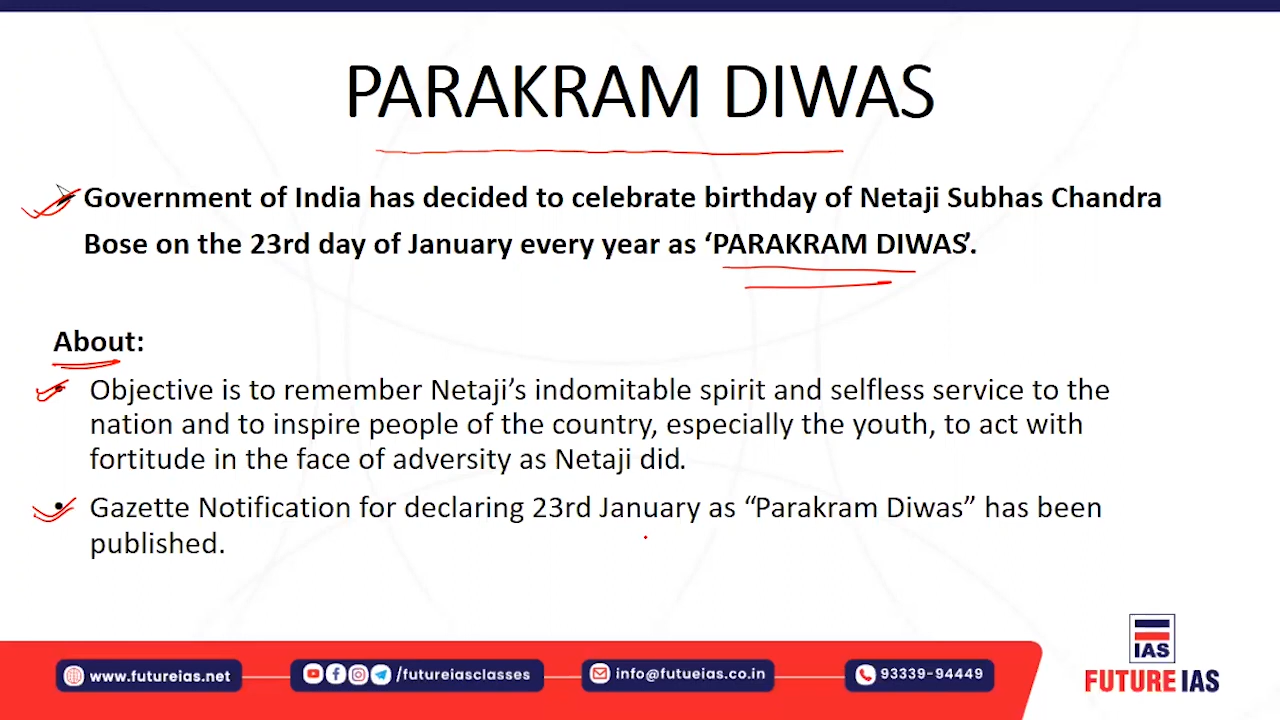 PARAKRAM DIWAS
Government of India has decided to celebrate birthday of Netaji Subhas Chandra
Bose on the 23rd day of January every year as ‘PARAKRAM DIWAS’.
About:
Objective is to remember Netaji’s indomitable spirit and selfless service to the
nation and to inspire people of the country, especially the youth, to act with
fortitude in the face of adversity as Netaji did.
Gazette Notification for declaring 23rd January as “Parakram Diwas” has been
published.
www.futureias.net
/futureiasclasses
info@futueias.co.in
93339-94449
IAS
FUTURE IAS